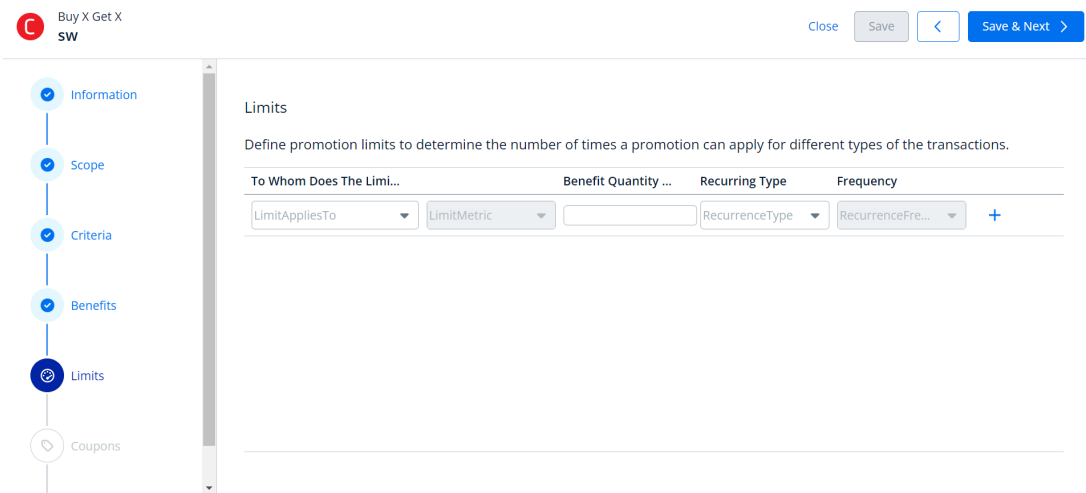 C
Buy X Get X
SW
Close
Save
Save & Next
Information
Scope
Criteria
Benefits
Limits
Coupons
Limits
Define promotion limits to determine the number of times a promotion can apply for different types of the transactions.
To Whom Does The Limi... Benefit Quantity ... Recurring Type Frequency
LimitAppliesTo LimitMetric RecurrenceType RecurrenceFre...